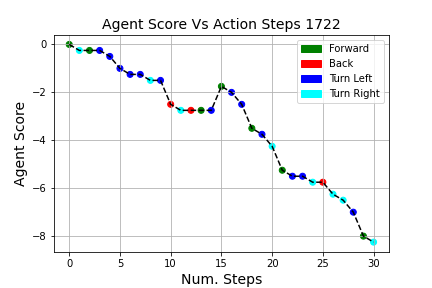 Agent Score Vs Action Steps 1722
Forward
Back
Turn Left
Turn Right
Agent Score
0
−2
−4
−6
−8
0 5 10 15 20 25 30
Num. Steps